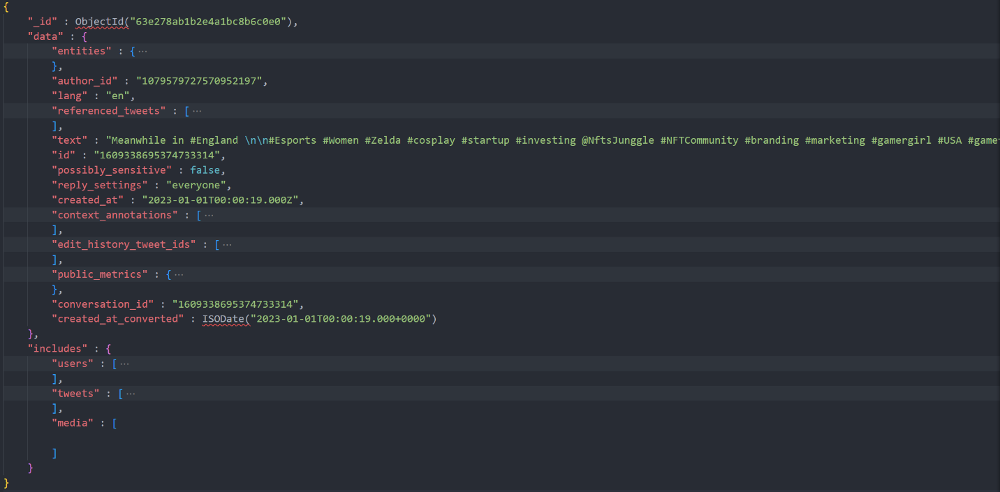 {
"_id" : ObjectId("63e278ab1b2e4a1bc8b6c0e0"),
"data" : {
"entities" : { ···
},
"author_id" : "1079579727570952197",
"lang" : "en",
"referenced_tweets" : [ ···
],
"text" : "Meanwhile in #England \n\n#Esports #Women #Zelda #cosplay #startup #investing @NftsJunggle #NFTCommunity #branding #marketing #gamergirl #USA
"id" : "1609338695374733314",
"possibly_sensitive" : false,
"reply_settings" : "everyone",
"created_at" : "2023-01-01T00:00:19.000Z",
"context_annotations" : [ ···
],
"edit_history_tweet_ids" : [ ···
],
"public_metrics" : { ···
},
"conversation_id" : "1609338695374733314",
"created_at_converted" : ISODate("2023-01-01T00:00:19.000+0000")
},
"includes" : {
"users" : [ ···
],
"tweets" : [ ···
],
"media" : [
]
}
}